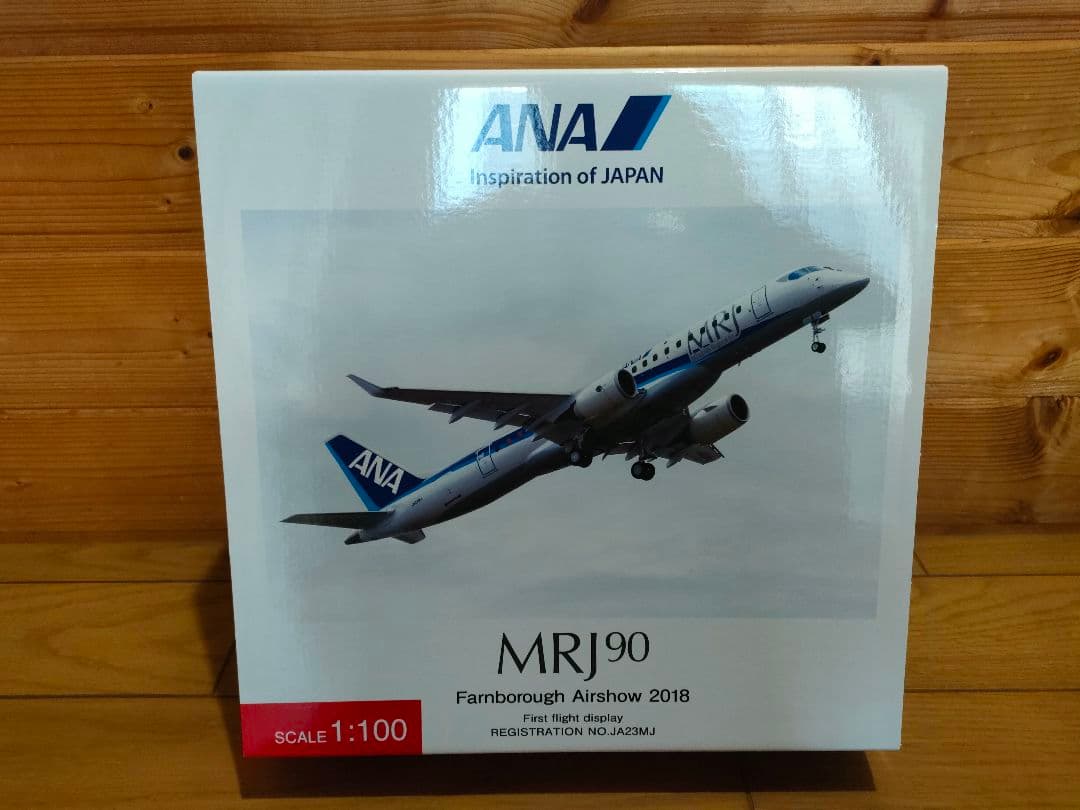 ANA
Inspiration of JAPAN
MRJ
ANA
MRJ90
Farnborough Airshow 2018
First flight display
REGISTRATION NO.JA23MJ
SCALE 1:100